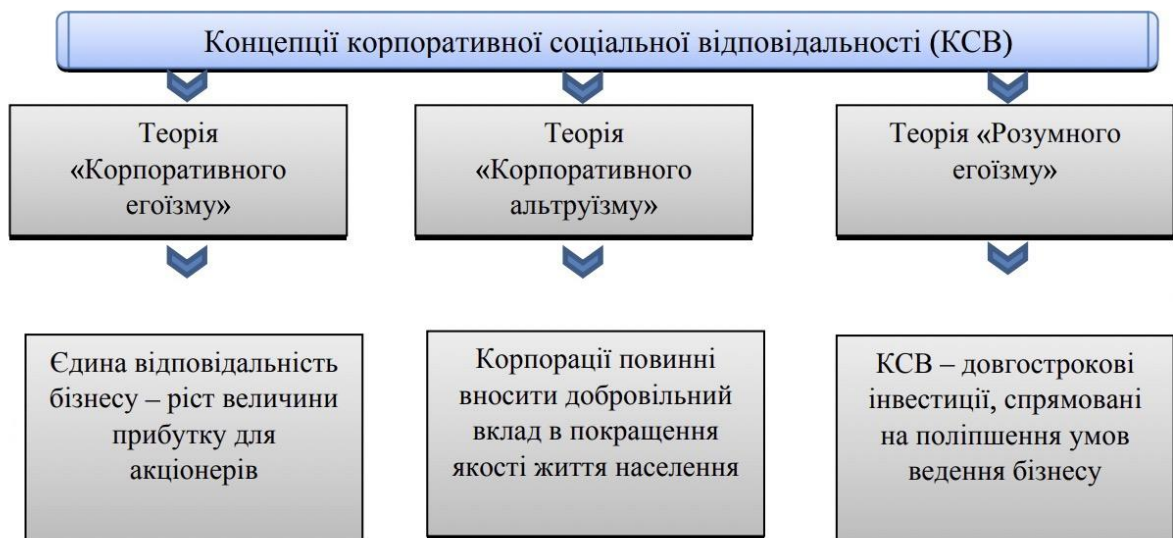 Концепції корпоративної соціальної відповідальності (КСВ)
Теорія
«Корпоративного
егоїзму»
Теорія
«Корпоративного
альтруїзму»
Теорія «Розумного
егоїзму»
Єдина відповідальність
бізнесу – ріст величини
прибутку для
акціонерів
Корпорації повинні
вносити добровільний
вклад в покращення
якості життя населення
КСВ – довгострокові
інвестиції, спрямовані
на поліпшення умов
ведення бізнесу